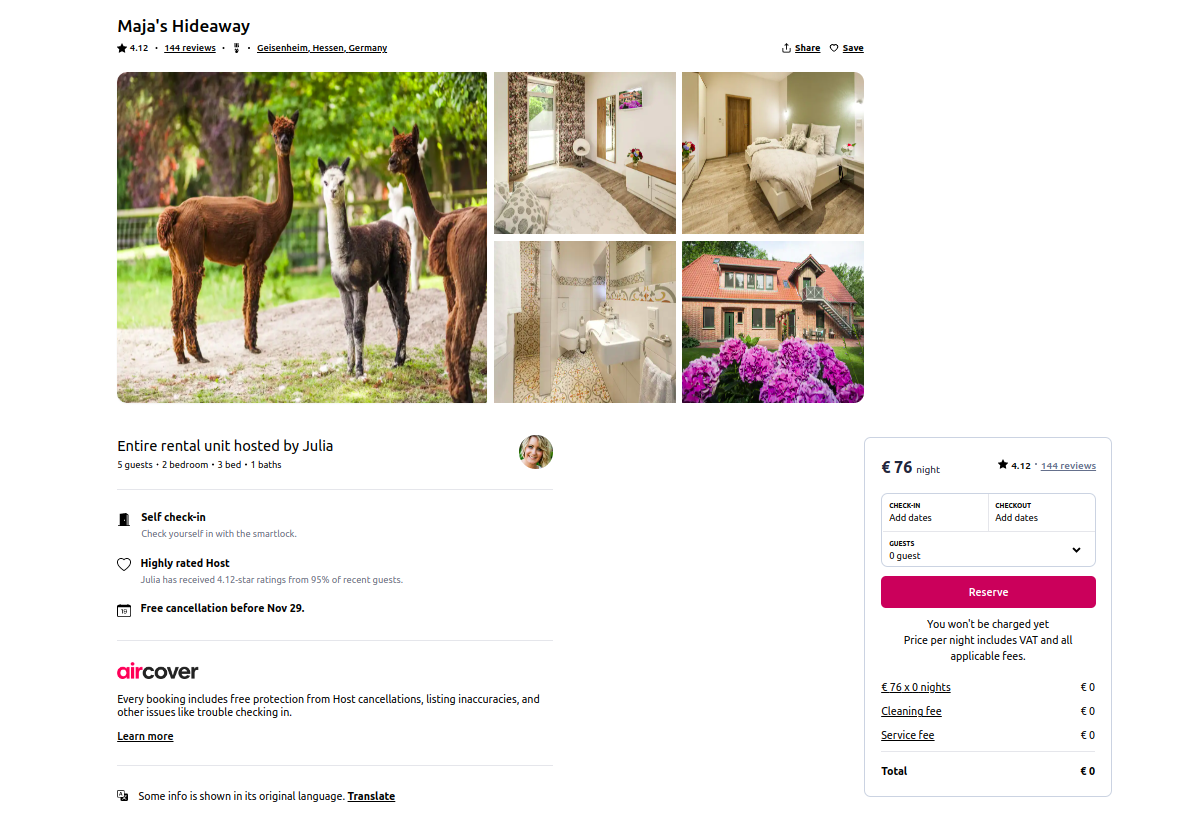 Maja's Hideaway
4.12 · 144 reviews · · Geisenheim, Hessen, Germany
Share Save
Entire rental unit hosted by Julia
5 guests · 2 bedroom · 3 bed · 1 baths
Self check-in
Check yourself in with the smartlock.
Highly rated Host
Julia has received 4.12-star ratings from 95% of recent guests.
19
Free cancellation before Nov 29.
aircover
Every booking includes free protection from Host cancellations, listing inaccuracies, and
other issues like trouble checking in.
Learn more
Some info is shown in its original language. Translate
€ 76 night
4.12 · 144 reviews
CHECK-IN
Add dates
CHECKOUT
Add dates
GUESTS
0 guest
Reserve
You won't be charged yet
Price per night includes VAT and all
applicable fees.
€ 76 x 0 nights € 0
Cleaning fee € 0
Service fee € 0
Total € 0